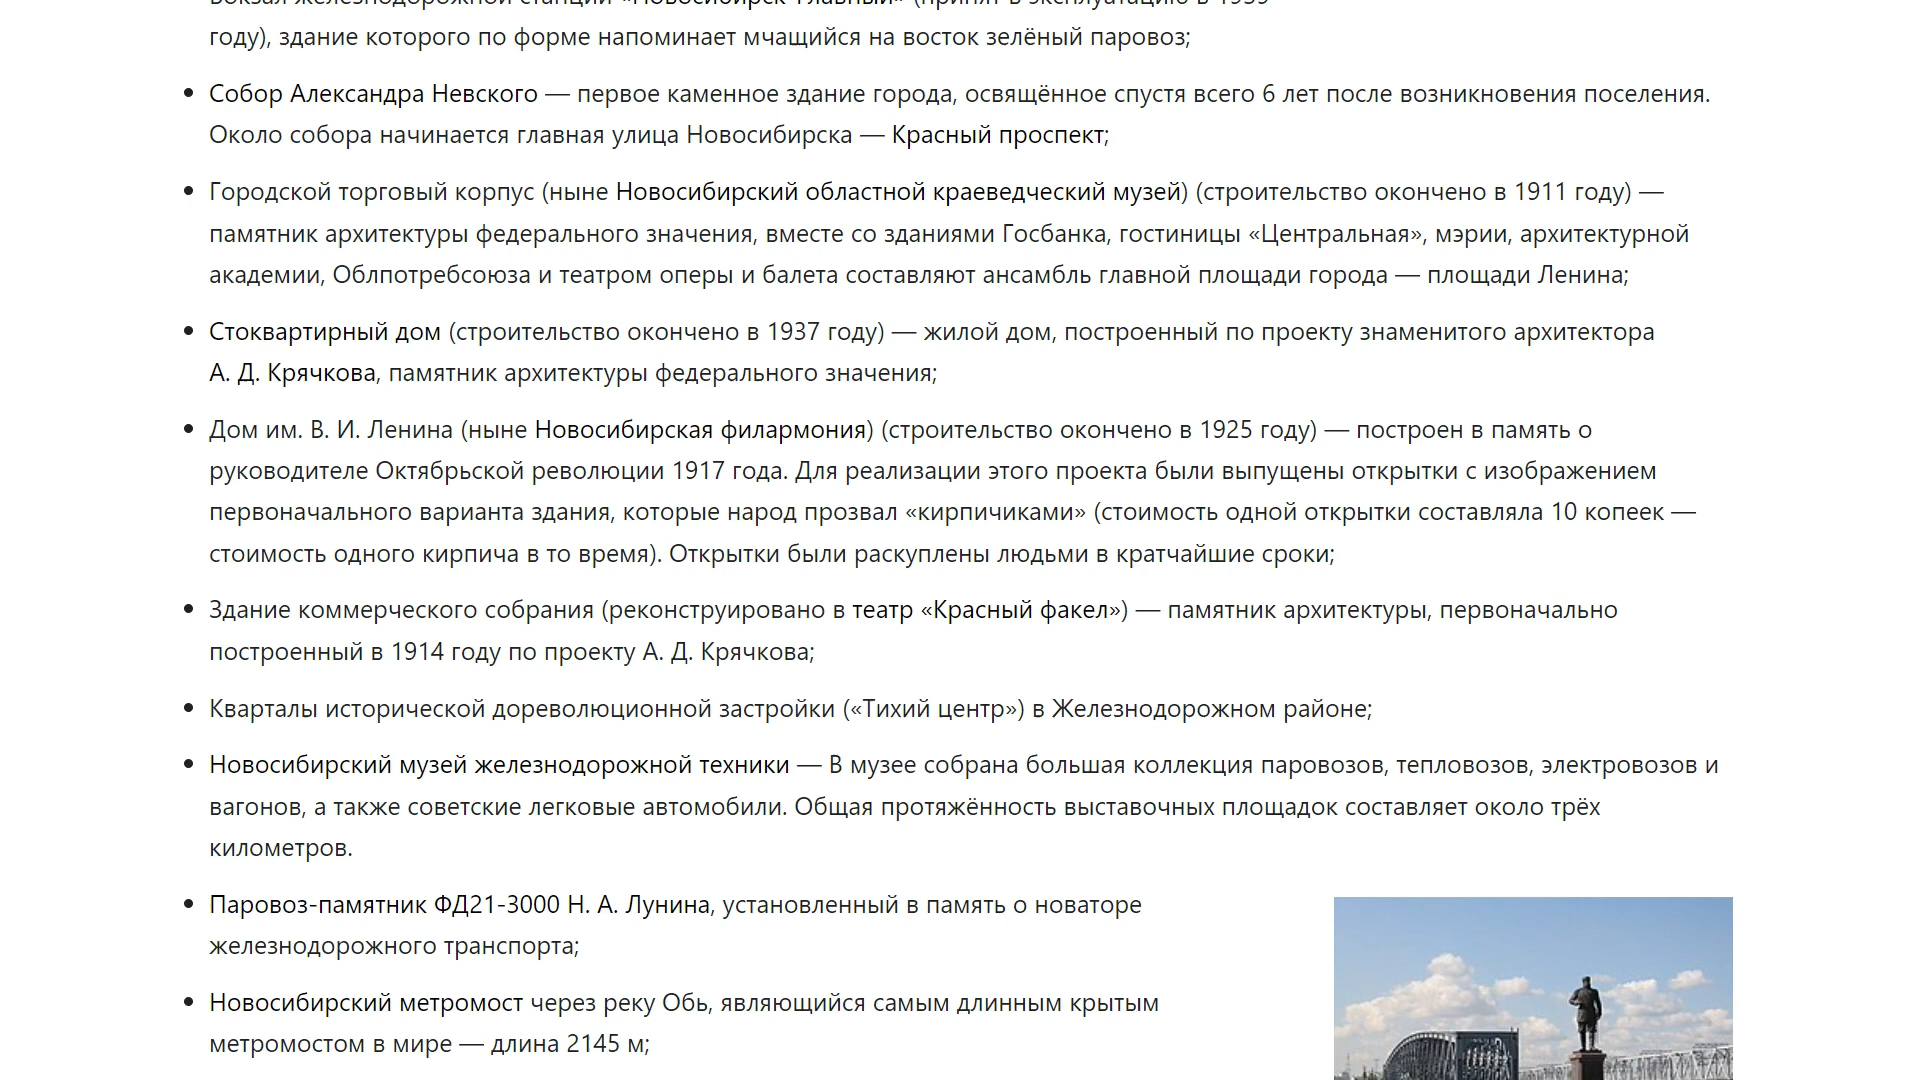 вокзал железнодорожной станции «Новосибирск-Главный» (принят в эксплуатацию в 1939
году), здание которого по форме напоминает мчащийся на восток зелёный паровоз;
Собор Александра Невского — первое каменное здание города, освящённое спустя всего 6 лет после возникновения поселения.
Около собора начинается главная улица Новосибирска — Красный проспект;
Городской торговый корпус (ныне Новосибирский областной краеведческий музей) (строительство окончено в 1911 году) —
памятник архитектуры федерального значения, вместе со зданиями Госбанка, гостиницы «Центральная», мэрии, архитектурной
академии, Облпотребсоюза и театром оперы и балета составляют ансамбль главной площади города — площади Ленина;
Стоквартирный дом (строительство окончено в 1937 году) — жилой дом, построенный по проекту знаменитого архитектора
А. Д. Крячкова, памятник архитектуры федерального значения;
Дом им. В. И. Ленина (ныне Новосибирская филармония) (строительство окончено в 1925 году) — построен в память о
руководителе Октябрьской революции 1917 года. Для реализации этого проекта были выпущены открытки с изображением
первоначального варианта здания, которые народ прозвал «кирпичиками» (стоимость одной открытки составляла 10 копеек —
стоимость одного кирпича в то время). Открытки были раскуплены людьми в кратчайшие сроки;
Здание коммерческого собрания (реконструировано в театр «Красный факел») — памятник архитектуры, первоначально
построенный в 1914 году по проекту А. Д. Крячкова;
Кварталы исторической дореволюционной застройки («Тихий центр») в Железнодорожном районе;
Новосибирский музей железнодорожной техники — В музее собрана большая коллекция паровозов, тепловозов, электровозов и
вагонов, а также советские легковые автомобили. Общая протяжённость выставочных площадок составляет около трёх
километров.
Паровоз-памятник ФД21-3000 Н. А. Лунина, установленный в память о новаторе
железнодорожного транспорта;
Новосибирский метромост через реку Обь, являющийся самым длинным крытым
метромостом в мире — длина 2145 м;